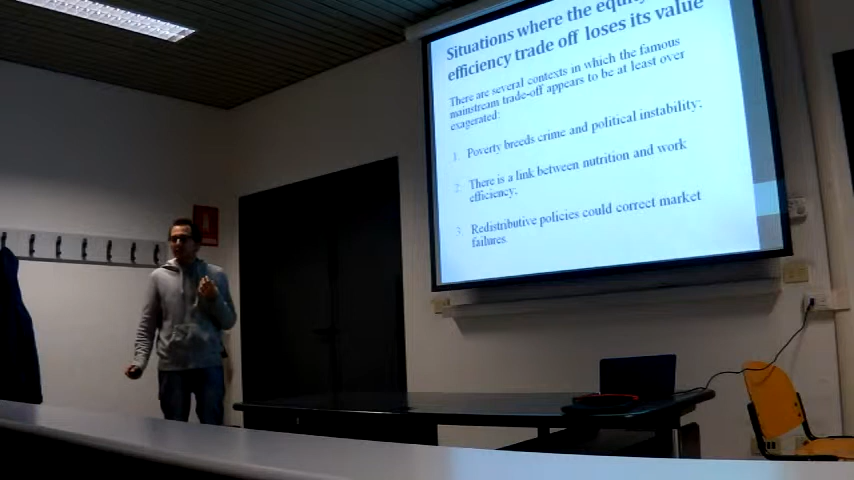 Situations where the equity
efficiency trade off loses its value
There are several contexts in which the famous
mainstream trade-off appears to be at least over
exagerated:
1. Poverty breeds crime and political instability;
2. There is a link between nutrition and work
efficiency;
3. Redistributive policies could correct market
failures.